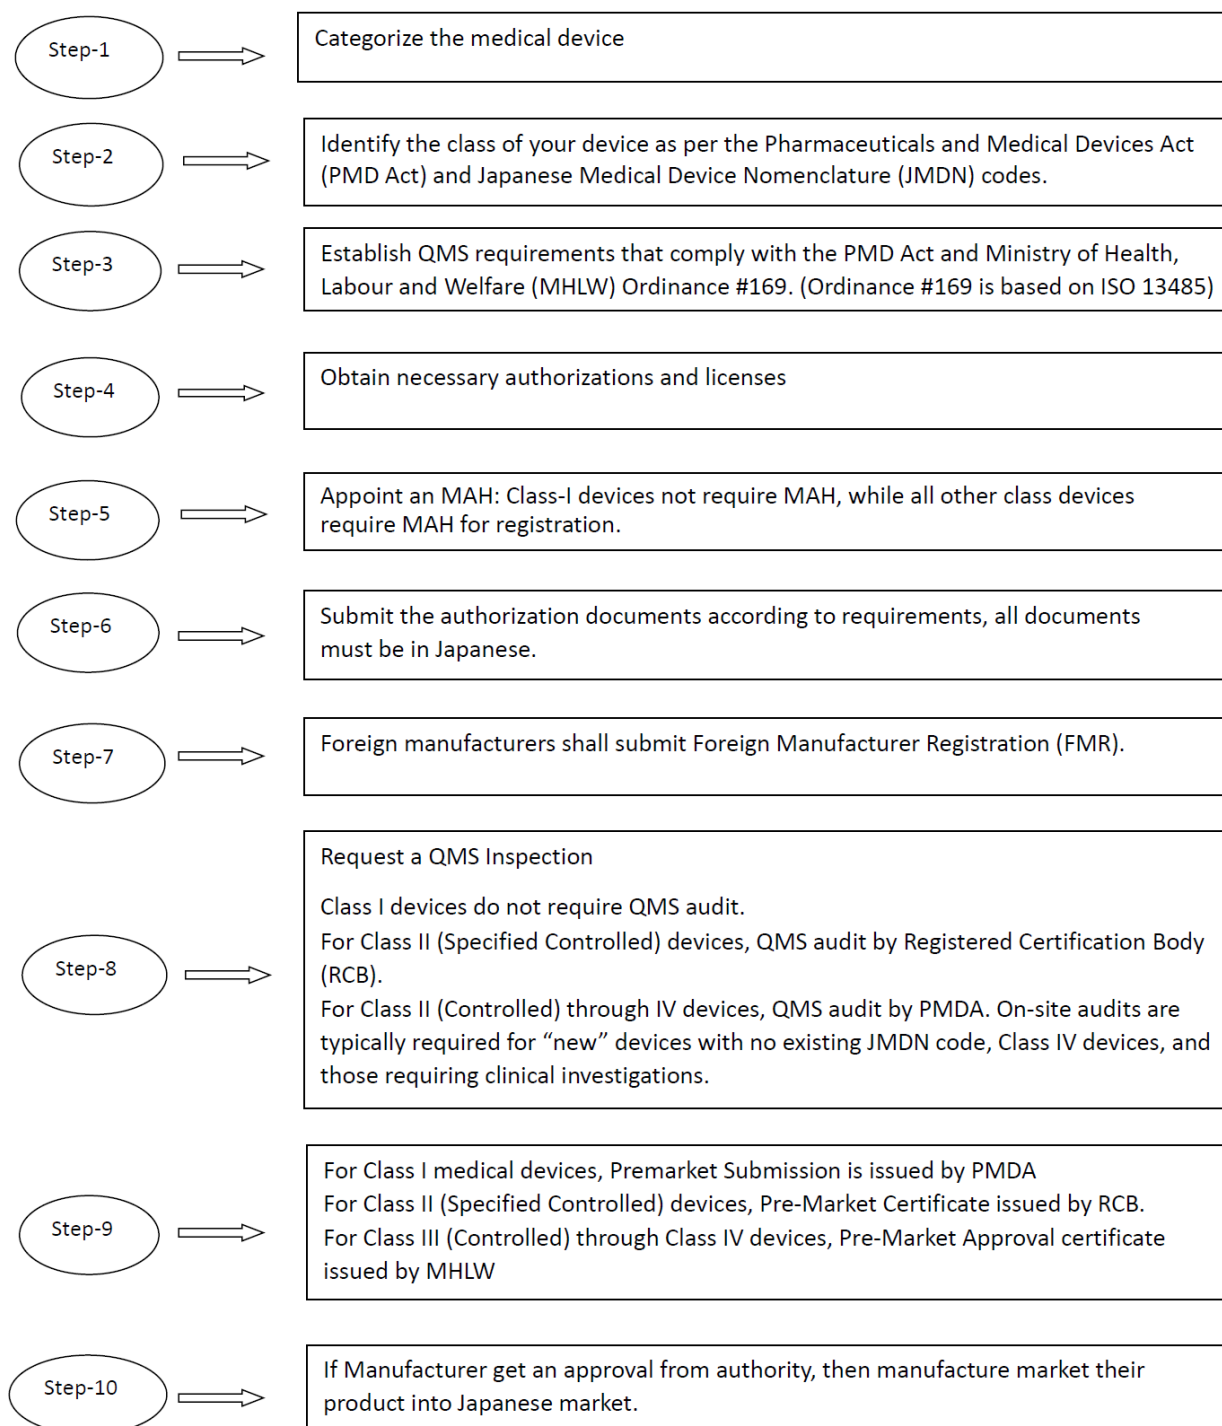 Step-1
Categorize the medical device
Step-2
Identify the class of your device as per the Pharmaceuticals and Medical Devices Act
(PMD Act) and Japanese Medical Device Nomenclature (JMDN) codes.
Step-3
Establish QMS requirements that comply with the PMD Act and Ministry of Health,
Labour and Welfare (MHLW) Ordinance #169. (Ordinance #169 is based on ISO 13485)
Step-4
Obtain necessary authorizations and licenses
Step-5
Appoint an MAH: Class-I devices not require MAH, while all other class devices
require MAH for registration.
Step-6
Submit the authorization documents according to requirements, all documents
must be in Japanese.
Step-7
Foreign manufacturers shall submit Foreign Manufacturer Registration (FMR).
Step-8
Request a QMS Inspection
Class I devices do not require QMS audit.
For Class II (Specified Controlled) devices, QMS audit by Registered Certification Body
(RCB).
For Class II (Controlled) through IV devices, QMS audit by PMDA. On-site audits are
typically required for “new” devices with no existing JMDN code, Class IV devices, and
those requiring clinical investigations.
Step-9
For Class I medical devices, Premarket Submission is issued by PMDA
For Class II (Specified Controlled) devices, Pre-Market Certificate issued by RCB.
For Class III (Controlled) through Class IV devices, Pre-Market Approval certificate
issued by MHLW
Step-10
If Manufacturer get an approval from authority, then manufacture market their
product into Japanese market.